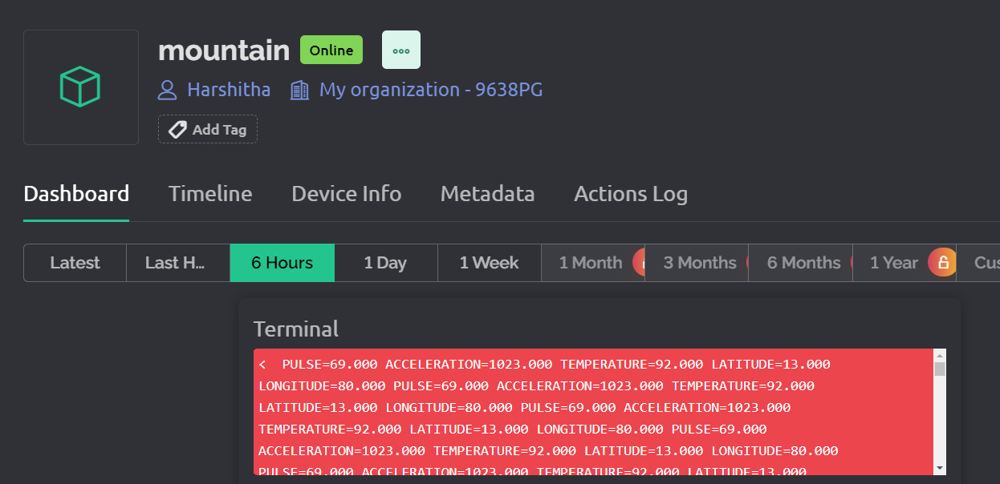 mountain Online
Harshitha My organization - 9638PG
Add Tag
Dashboard Timeline Device Info Metadata Actions Log
Latest Last H... 6 Hours 1 Day 1 Week 1 Month 3 Months 6 Months 1 Year Cus
Terminal
< PULSE=69.000 ACCELERATION=1023.000 TEMPERATURE=92.000 LATITUDE=13.000
LONGITUDE=80.000 PULSE=69.000 ACCELERATION=1023.000 TEMPERATURE=92.000
LATITUDE=13.000 LONGITUDE=80.000 PULSE=69.000 ACCELERATION=1023.000
TEMPERATURE=92.000 LATITUDE=13.000 LONGITUDE=80.000 PULSE=69.000
ACCELERATION=1023.000 TEMPERATURE=92.000 LATITUDE=13.000 LONGITUDE=80.000
PULSE=69.000 ACCELERATION=1023.000 TEMPERATURE=92.000 LATITUDE=13.000